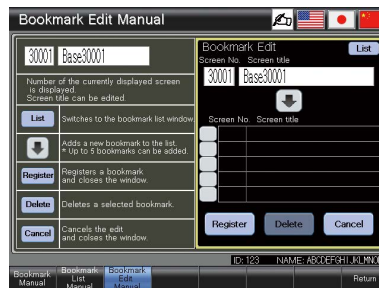 Bookmark Edit Manual
30001 Base30001
Number of the currently displayed screen
is displayed.
Screen title can be edited.
List
Switches to the bookmark list window
Adds a new bookmark to the list.
* Up to 5 bookmarks can be added.
Register
Registers a bookmark
and closes the window.
Delete
Deletes a selected bookmark.
Cancel
Cancels the edit
and colses the window.
Bookmark Edit
List
Screen No. Screen title
30001 Base30001
Screen No. Screen title
Register
Delete
Cancel
ID: 123 NAME: ABCDEFGHIJKLMNO
Bookmark
Manual
Bookmark
List
Manual
Bookmark
Edit
Manual
Return